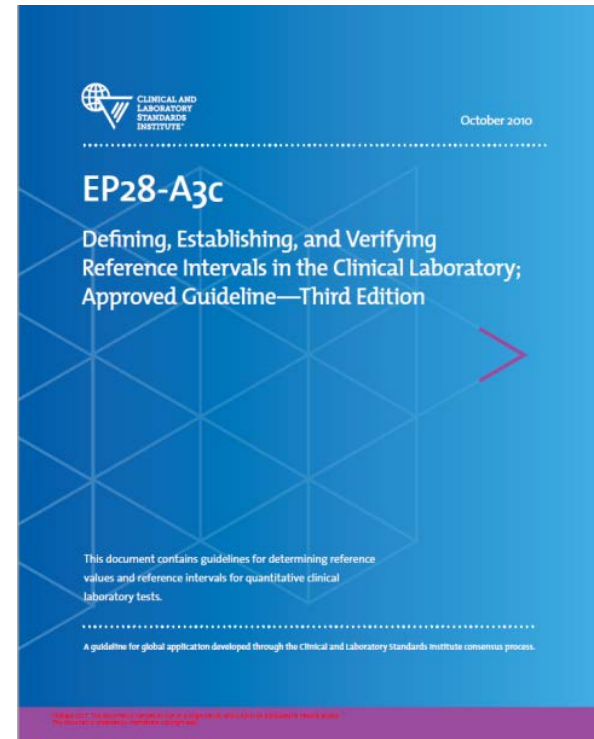 CLINICAL AND
LABORATORY
STANDARDS
INSTITUTE®
October 2010
EP28-A3c
Defining, Establishing, and Verifying
Reference Intervals in the Clinical Laboratory;
Approved Guideline—Third Edition
This document contains guidelines for determining reference
values and reference intervals for quantitative clinical
laboratory tests.
A guideline for global application developed through the Clinical and Laboratory Standards Institute consensus process.